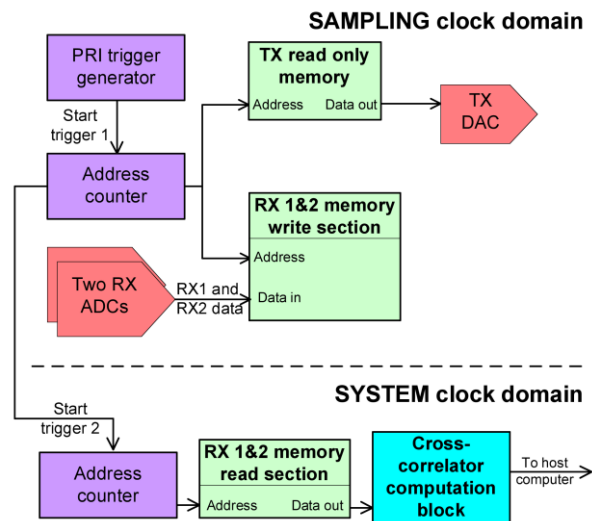 SAMPLING clock domain
PRI trigger
generator
Start
trigger 1
Address
counter
TX read only
memory
Address Data out
TX
DAC
RX 1&2 memory
write section
Address
Data in
Two RX
ADCs
RX1 and
RX2 data
SYSTEM clock domain
Start
trigger 2
Address
counter
RX 1&2 memory
read section
Address Data out
Cross-
correlator
computation
block
To host
computer